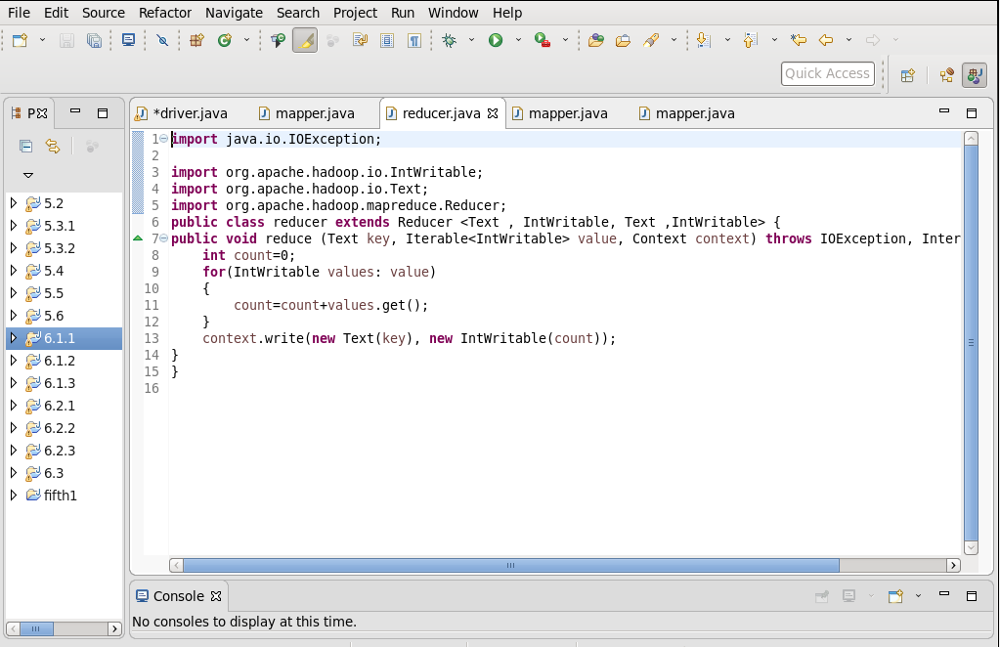 File Edit Source Refactor Navigate Search Project Run Window Help
Quick Access
P
*driver.java mapper.java reducer.java mapper.java mapper.java
5.2
5.3.1
5.3.2
5.4
5.5
5.6
6.1.1
6.1.2
6.1.3
6.2.1
6.2.2
6.2.3
6.3
fifth1
1 import java.io.IOException;
2
3 import org.apache.hadoop.io.IntWritable;
4 import org.apache.hadoop.io.Text;
5 import org.apache.hadoop.mapreduce.Reducer;
6 public class reducer extends Reducer <Text , IntWritable, Text ,IntWritable> {
7 public void reduce (Text key, Iterable<IntWritable> value, Context context) throws IOException, Inter
8 int count=0;
9 for(IntWritable values: value)
10 {
11 count=count+values.get();
12 }
13 context.write(new Text(key), new IntWritable(count));
14 }
15 }
16
Console
No consoles to display at this time.